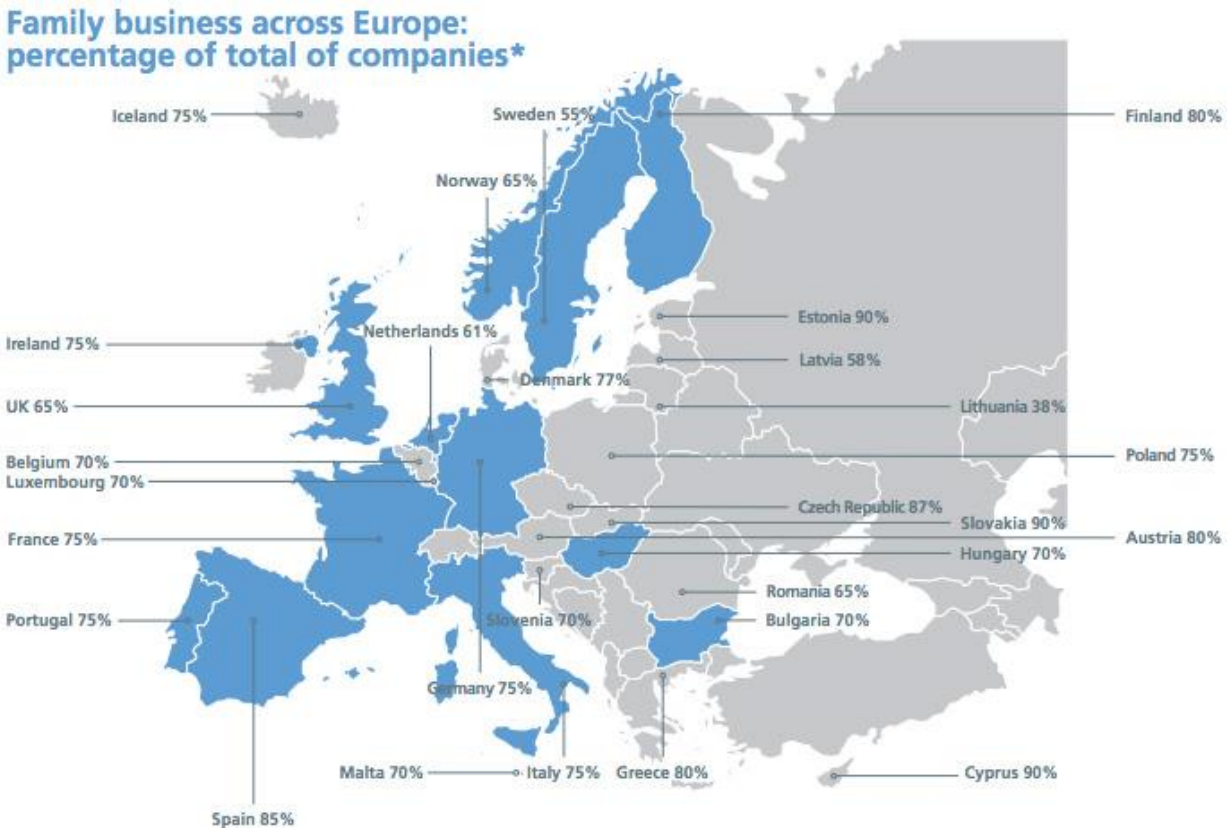 Family business across Europe:
percentage of total of companies*
Iceland 75%
Sweden 55%
Finland 80%
Norway 65%
Estonia 90%
Netherlands 61%
Ireland 75%
Latvia 58%
Denmark 77%
UK 65%
Lithuania 38%
Poland 75%
Belgium 70%
Luxembourg 70%
Czech Republic 87%
Slovakia 90%
France 75%
Austria 80%
Hungary 70%
Romania 65%
Portugal 75%
Slovenia 70%
Bulgaria 70%
Germany 75%
Malta 70%
Italy 75%
Greece 80%
Cyprus 90%
Spain 85%